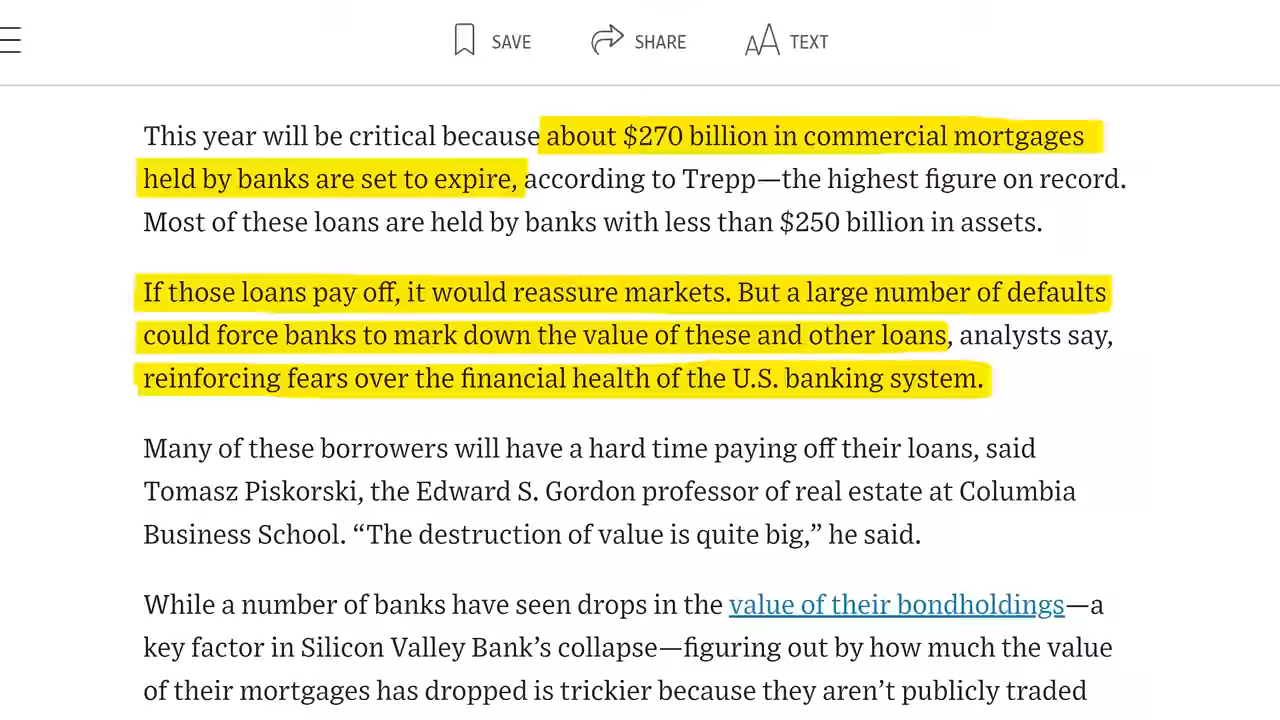 SAVE SHARE TEXT
This year will be critical because about $270 billion in commercial mortgages
held by banks are set to expire, according to Trepp—the highest figure on record.
Most of these loans are held by banks with less than $250 billion in assets.
If those loans pay off, it would reassure markets. But a large number of defaults
could force banks to mark down the value of these and other loans, analysts say,
reinforcing fears over the financial health of the U.S. banking system.
Many of these borrowers will have a hard time paying off their loans, said
Tomasz Piskorski, the Edward S. Gordon professor of real estate at Columbia
Business School. “The destruction of value is quite big,” he said.
While a number of banks have seen drops in the value of their bondholdings—a
key factor in Silicon Valley Bank’s collapse—figuring out by how much the value
of their mortgages has dropped is trickier because they aren’t publicly traded